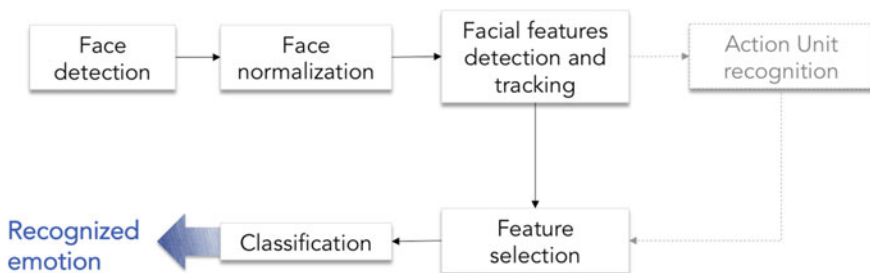 Face
detection
Face
normalization
Facial features
detection and
tracking
Action Unit
recognition
Recognized
emotion
Classification
Feature
selection